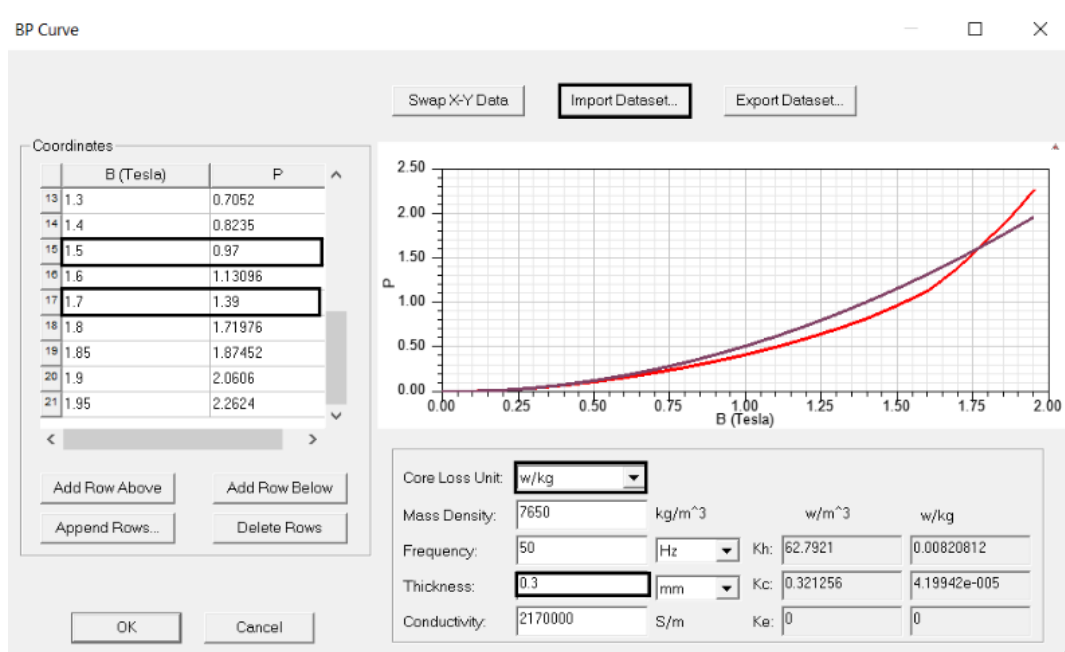 BP Curve
Swap X-Y Data Import Dataset... Export Dataset...
Coordinates
B (Tesla) P
13 1.3 0.7052
14 1.4 0.8235
15 1.5 0.97
16 1.6 1.13096
17 1.7 1.39
18 1.8 1.71976
19 1.85 1.87452
20 1.9 2.0606
21 1.95 2.2624
Add Row Above Add Row Below
Append Rows... Delete Rows
OK Cancel
2.50
2.00
1.50
1.00
0.50
0.00
P
0.00 0.25 0.50 0.75 1.00 1.25 1.50 1.75 2.00
B (Tesla)
Core Loss Unit: w/kg
Mass Density: 7650 kg/m^3 w/m^3 w/kg
Frequency: 50 Hz Kh: 62.7921 0.00820812
Thickness: 0.3 mm Kc: 0.321256 4.19942e-005
Conductivity: 2170000 S/m Ke: 0 0